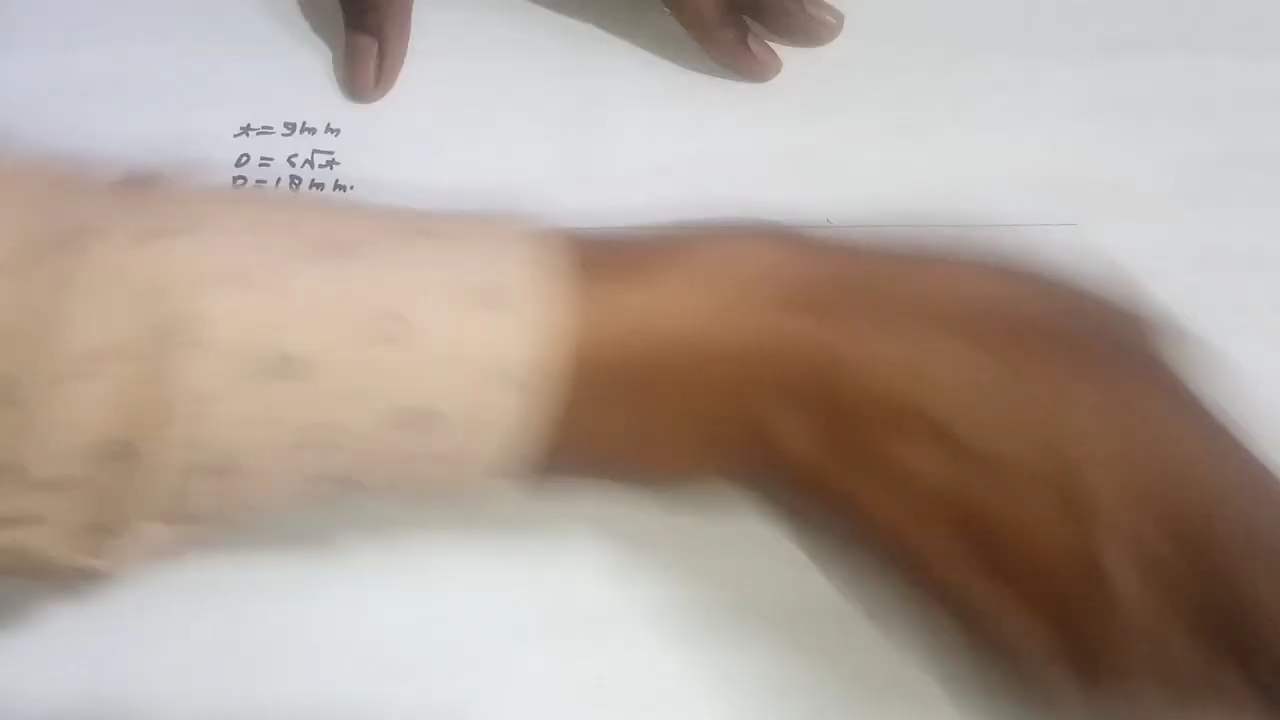 t = 9mm
D = 6√t
D = 18mm.